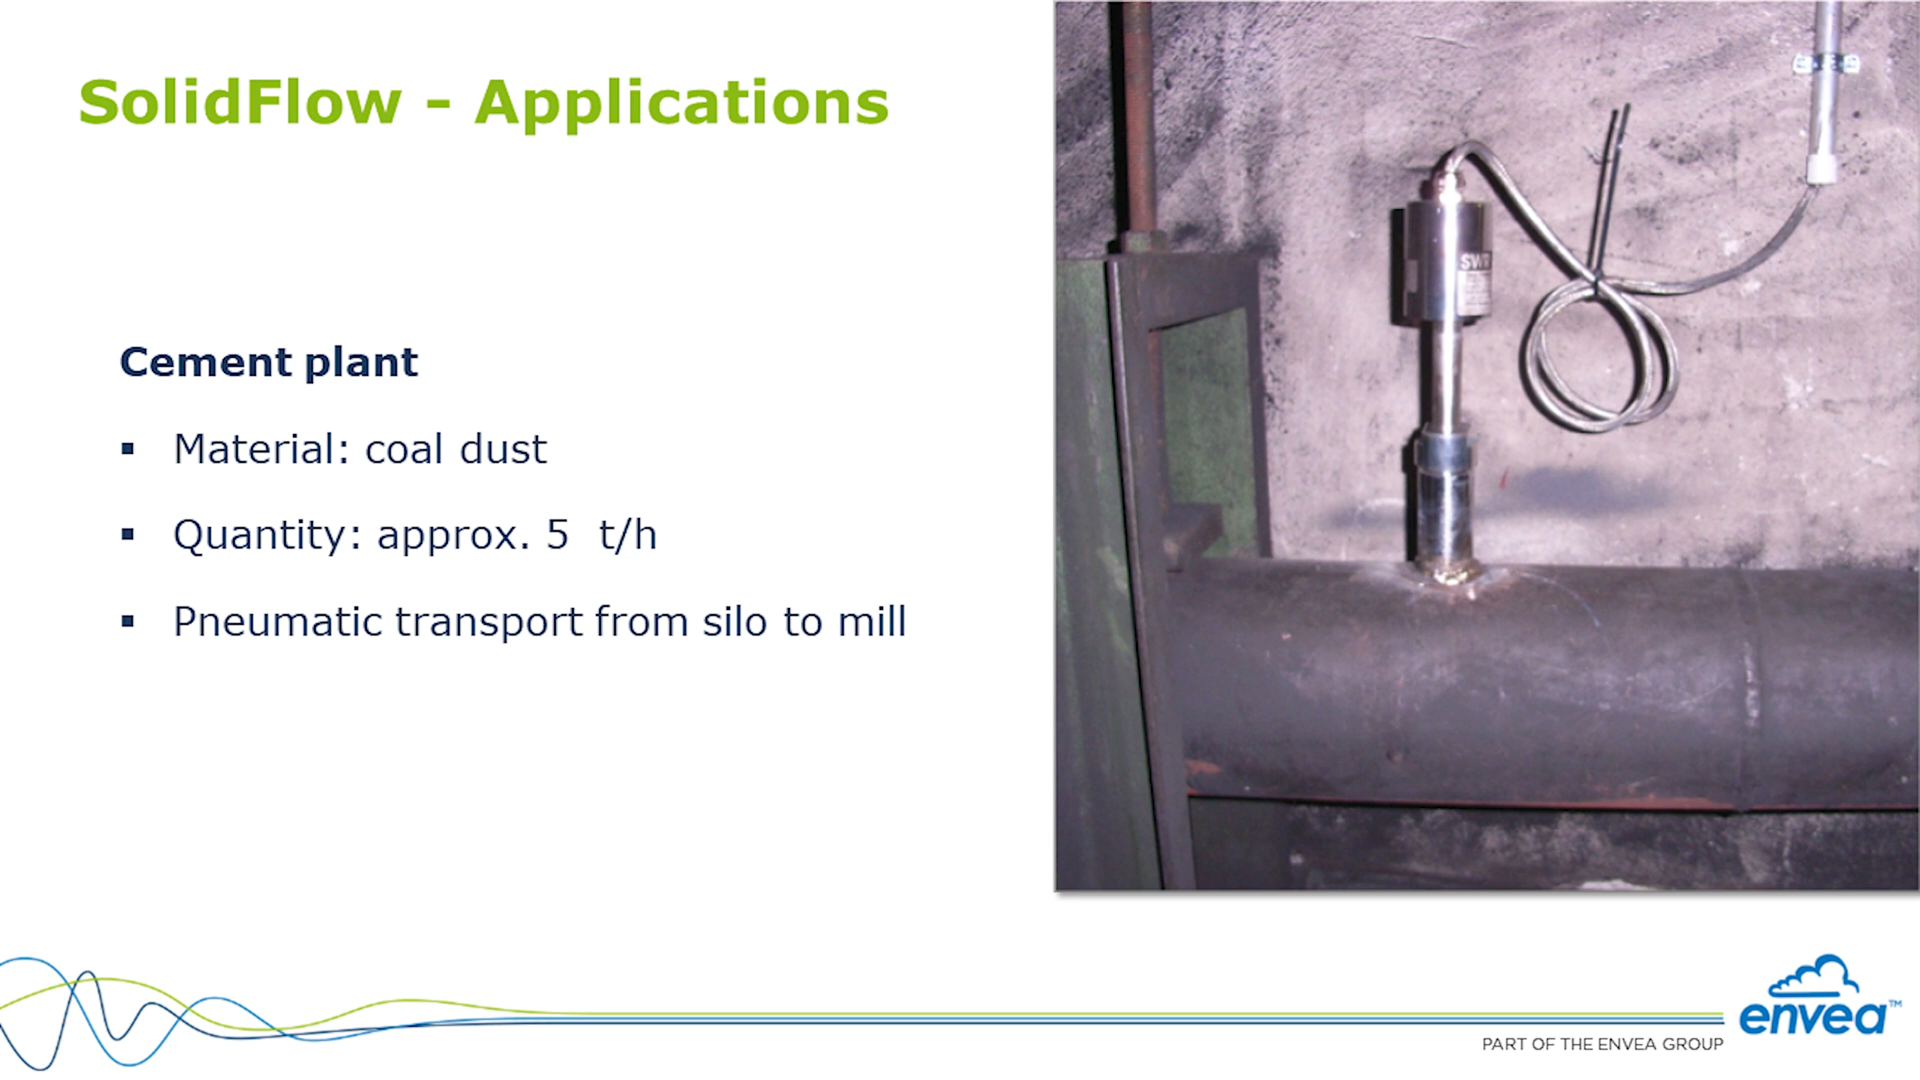 SolidFlow - Applications
Cement plant
▪ Material: coal dust
▪ Quantity: approx. 5 t/h
▪ Pneumatic transport from silo to mill
envea™
PART OF THE ENVEA GROUP